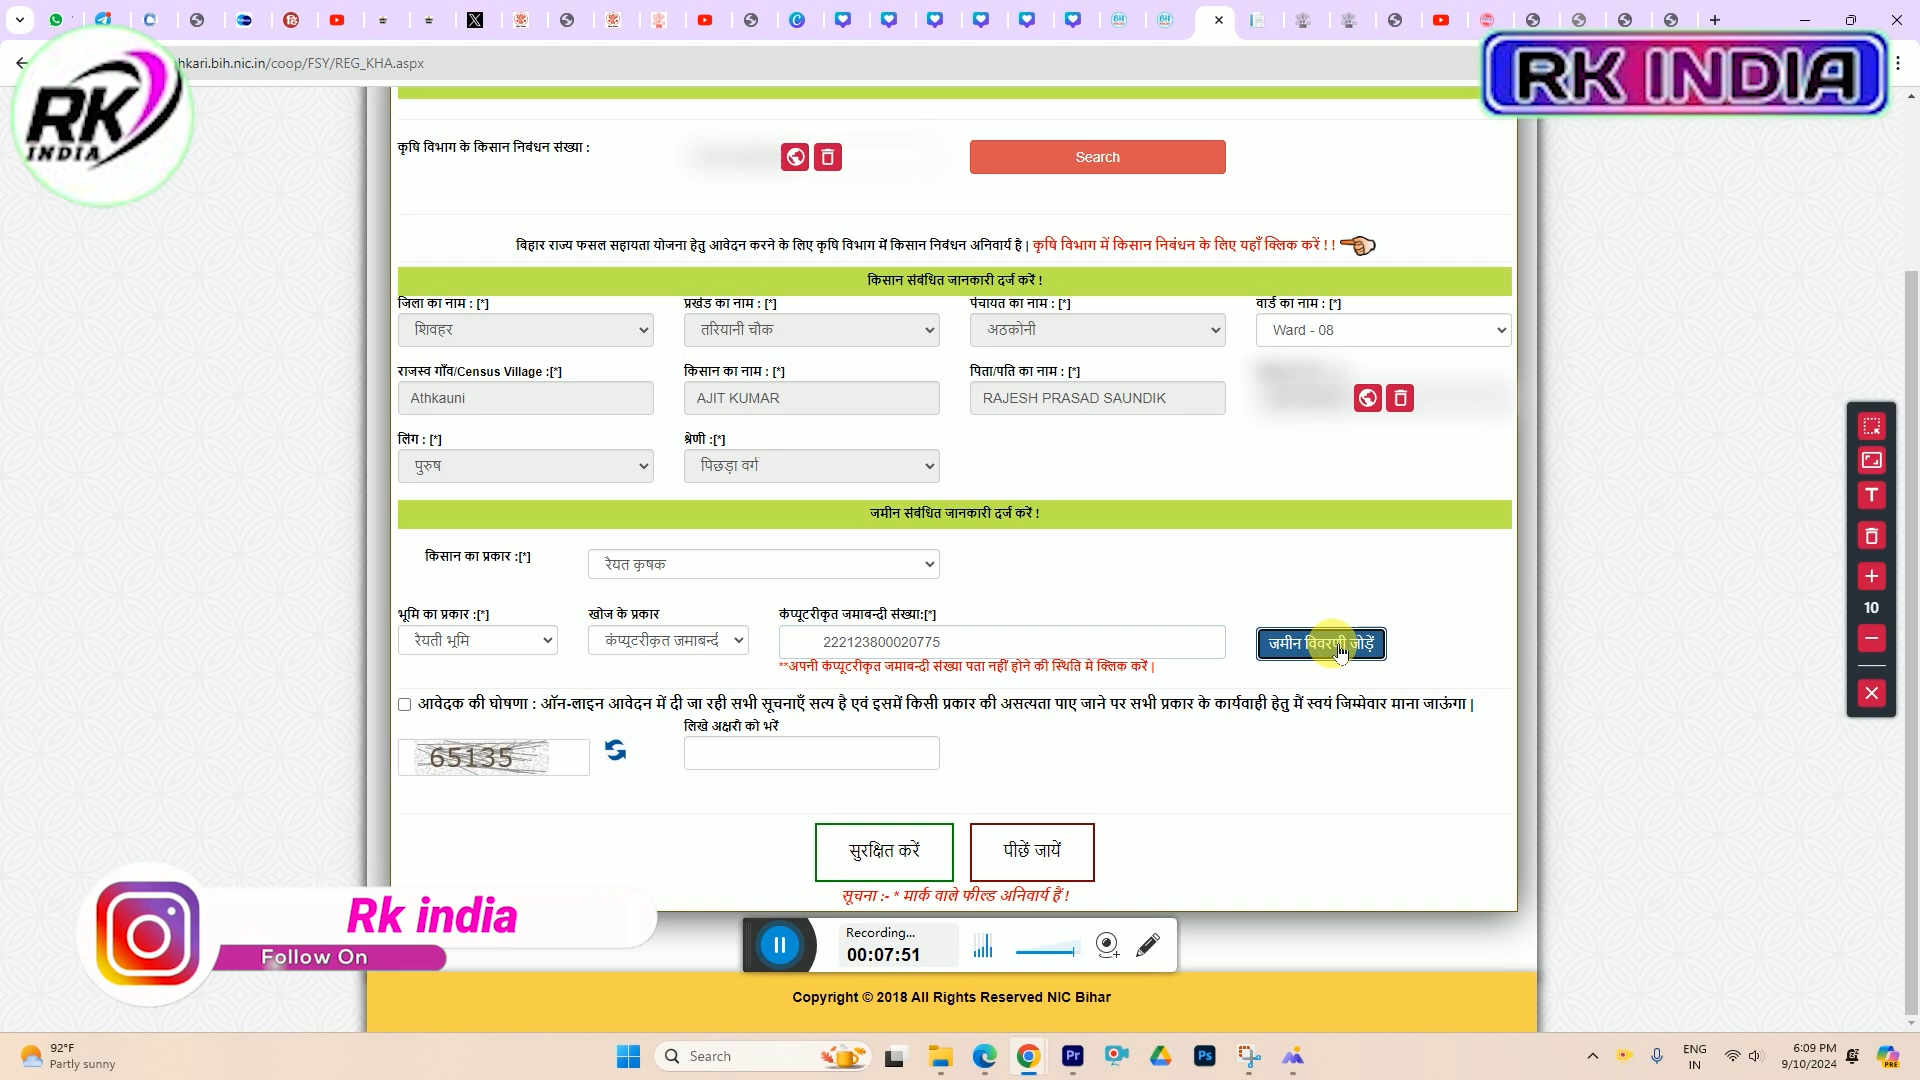 hkari.bih.nic.in/coop/FSY/REG_KHA.aspx
RK INDIA
RK
INDIA
कृषि विभाग के किसान निबंधन संख्या :
Search
बिहार राज्य फसल सहायता योजना हेतु आवेदन करने के लिए कृषि विभाग में किसान निबंधन अनिवार्य है | कृषि विभाग में किसान निबंधन के लिए यहाँ क्लिक करें ! !
किसान संबंधित जानकारी दर्ज करें !
जिला का नाम : [*] प्रखंड का नाम : [*] पंचायत का नाम : [*] वार्ड का नाम : [*]
शिवहर तरियानी चौक अठकोनी Ward - 08
राजस्व गाँव/Census Village :[*] किसान का नाम : [*] पिता/पति का नाम : [*]
Athkauni AJIT KUMAR RAJESH PRASAD SAUNDIK
लिंग : [*] श्रेणी :[*]
पुरुष पिछड़ा वर्ग
जमीन संबंधित जानकारी दर्ज करें !
किसान का प्रकार :[*] रैयत कृषक
भूमि का प्रकार :[*] खोज के प्रकार कंप्यूटरीकृत जमाबन्दी संख्या:[*]
रैयती भूमि कंप्यूटरीकृत जमाबन्दी 222123800020775 जमीन विवरणी जोड़ें
**अपनी कंप्यूटरीकृत जमाबन्दी संख्या पता नहीं होने की स्थिति मे क्लिक करें |
आवेदक की घोषणा : ऑन-लाइन आवेदन में दी जा रही सभी सूचनाएँ सत्य है एवं इसमें किसी प्रकार की असत्यता पाए जाने पर सभी प्रकार के कार्यवाही हेतु मैं स्वयं जिम्मेवार माना जाऊंगा |
लिखे अक्षरों को भरें
65135
सुरक्षित करें पीछें जायें
सूचना :- * मार्क वाले फील्ड अनिवार्य हैं !
Rk india
Follow On
Recording...
00:07:51
T
10
Copyright © 2018 All Rights Reserved NIC Bihar
92°F
Partly sunny
Search
Pr
Ps
ENG
IN
6:09 PM
9/10/2024
PRE